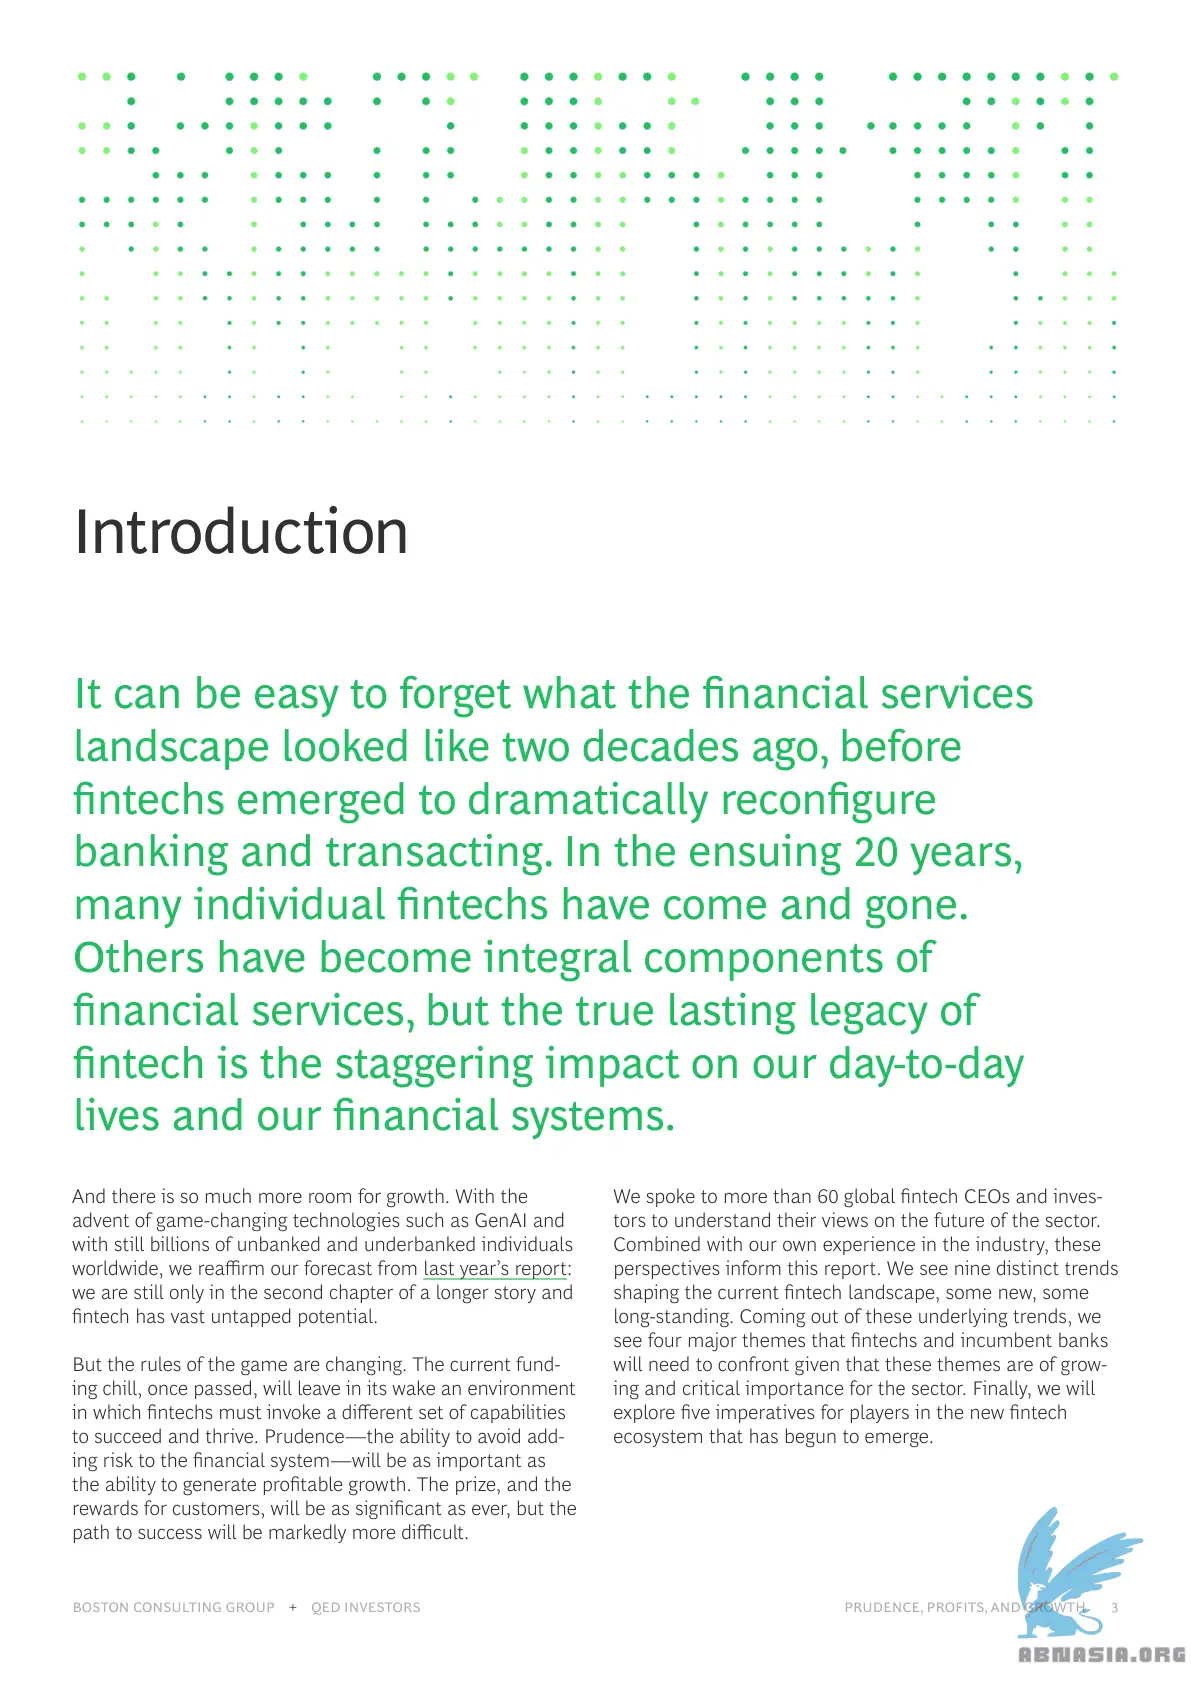 Introduction
It can be easy to forget what the financial services
landscape looked like two decades ago, before
fintechs emerged to dramatically reconfigure
banking and transacting. In the ensuing 20 years,
many individual fintechs have come and gone.
Others have become integral components of
financial services, but the true lasting legacy of
fintech is the staggering impact on our day-to-day
lives and our financial systems.
And there is so much more room for growth. With the
advent of game-changing technologies such as GenAI and
with still billions of unbanked and underbanked individuals
worldwide, we reaffirm our forecast from last year's report:
we are still only in the second chapter of a longer story and
fintech has vast untapped potential.
But the rules of the game are changing. The current fund-
ing chill, once passed, will leave in its wake an environment
in which fintechs must invoke a different set of capabilities
to succeed and thrive. Prudence—the ability to avoid add-
ing risk to the financial system—will be as important as
the ability to generate profitable growth. The prize, and the
rewards for customers, will be as significant as ever, but the
path to success will be markedly more difficult.
We spoke to more than 60 global fintech CEOs and inves-
tors to understand their views on the future of the sector.
Combined with our own experience in the industry, these
perspectives inform this report. We see nine distinct trends
shaping the current fintech landscape, some new, some
long-standing. Coming out of these underlying trends, we
see four major themes that fintechs and incumbent banks
will need to confront given that these themes are of grow-
ing and critical importance for the sector. Finally, we will
explore five imperatives for players in the new fintech
ecosystem that has begun to emerge.
BOSTON CONSULTING GROUP + QED INVESTORS
PRUDENCE, PROFITS, AND GROWTH 3
ABNASIA.ORG